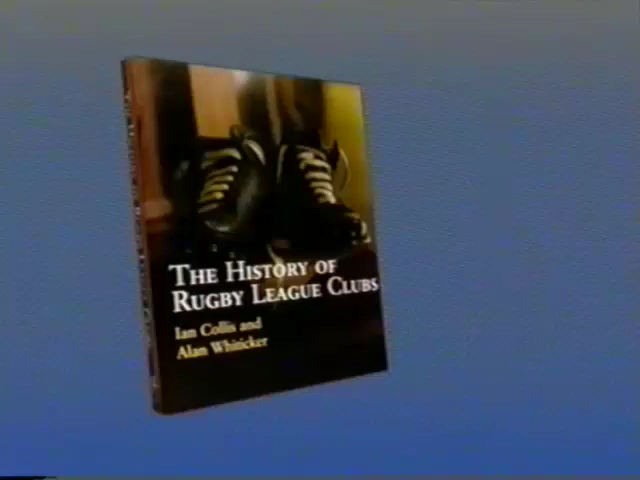 THE HISTORY OF
RUGBY LEAGUE CLUBS
Ian Collis and
Alan Whiticker